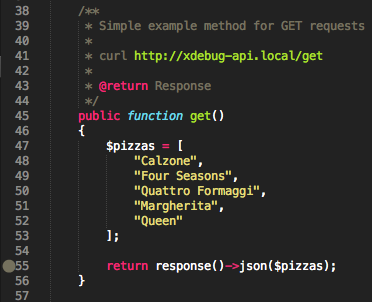 38 /**
39 * Simple example method for GET requests
40 *
41 * curl http://xdebug-api.local/get
42 *
43 * @return Response
44 */
45 public function get()
46 {
47 $pizzas = [
48 "Calzone",
49 "Four Seasons",
50 "Quattro Formaggi",
51 "Margherita",
52 "Queen"
53 ];
54
55 return response()->json($pizzas);
56 }
57